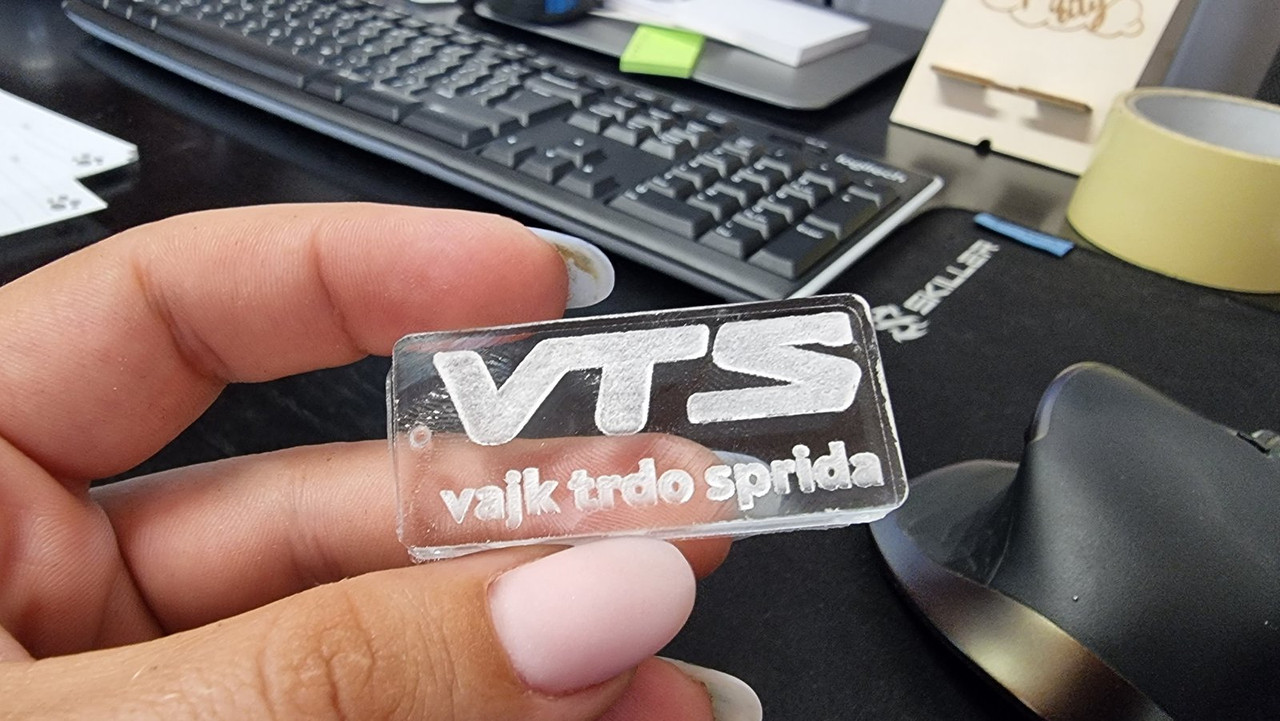 logitech
SKILLER
VTS
vajk trdo sprida